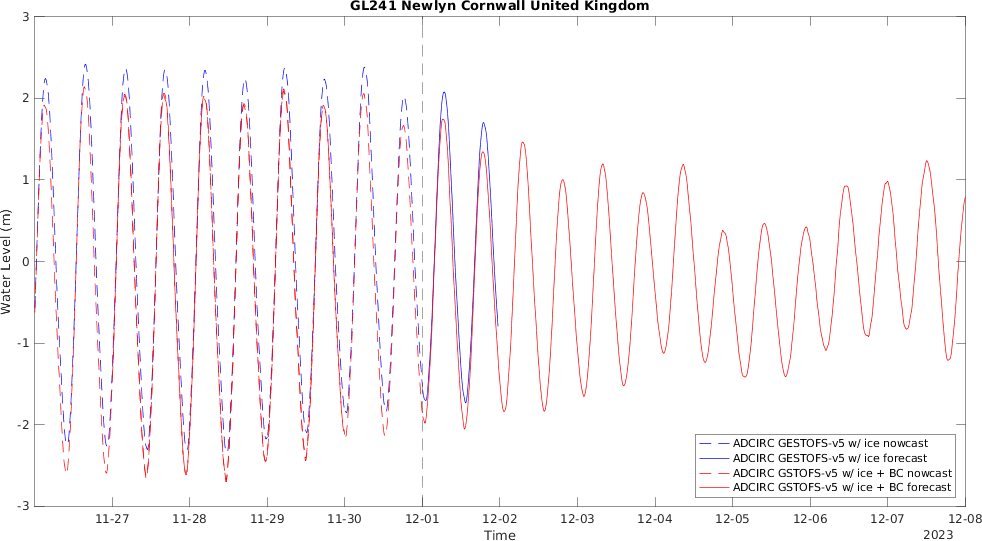 GL241 Newlyn Cornwall United Kingdom
3
2
1
0
-1
-2
-3
Water Level (m)
ADCIRC GESTOFS-v5 w/ ice nowcast
ADCIRC GESTOFS-v5 w/ ice forecast
ADCIRC GSTOFS-v5 w/ ice + BC nowcast
ADCIRC GSTOFS-v5 w/ ice + BC forecast
11-27 11-28 11-29 11-30 12-01 12-02 12-03 12-04 12-05 12-06 12-07 12-08
Time
2023